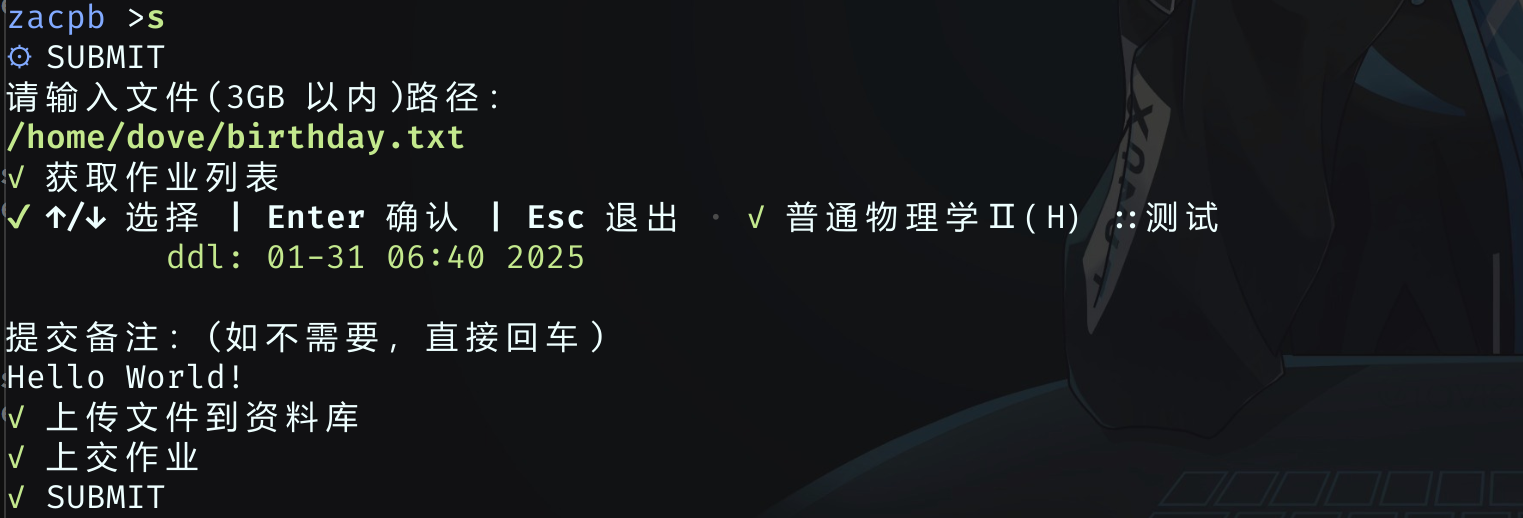 zacpb >s
⚙ SUBMIT
请输入文件(3GB 以内)路径:
/home/dove/birthday.txt
√ 获取作业列表
✔ ↑/↓ 选择 | Enter 确认 | Esc 退出 · √ 普通物理学Ⅱ(H) ::测试
ddl: 01-31 06:40 2025
提交备注: (如不需要, 直接回车)
Hello World!
√ 上传文件到资料库
√ 上交作业
√ SUBMIT